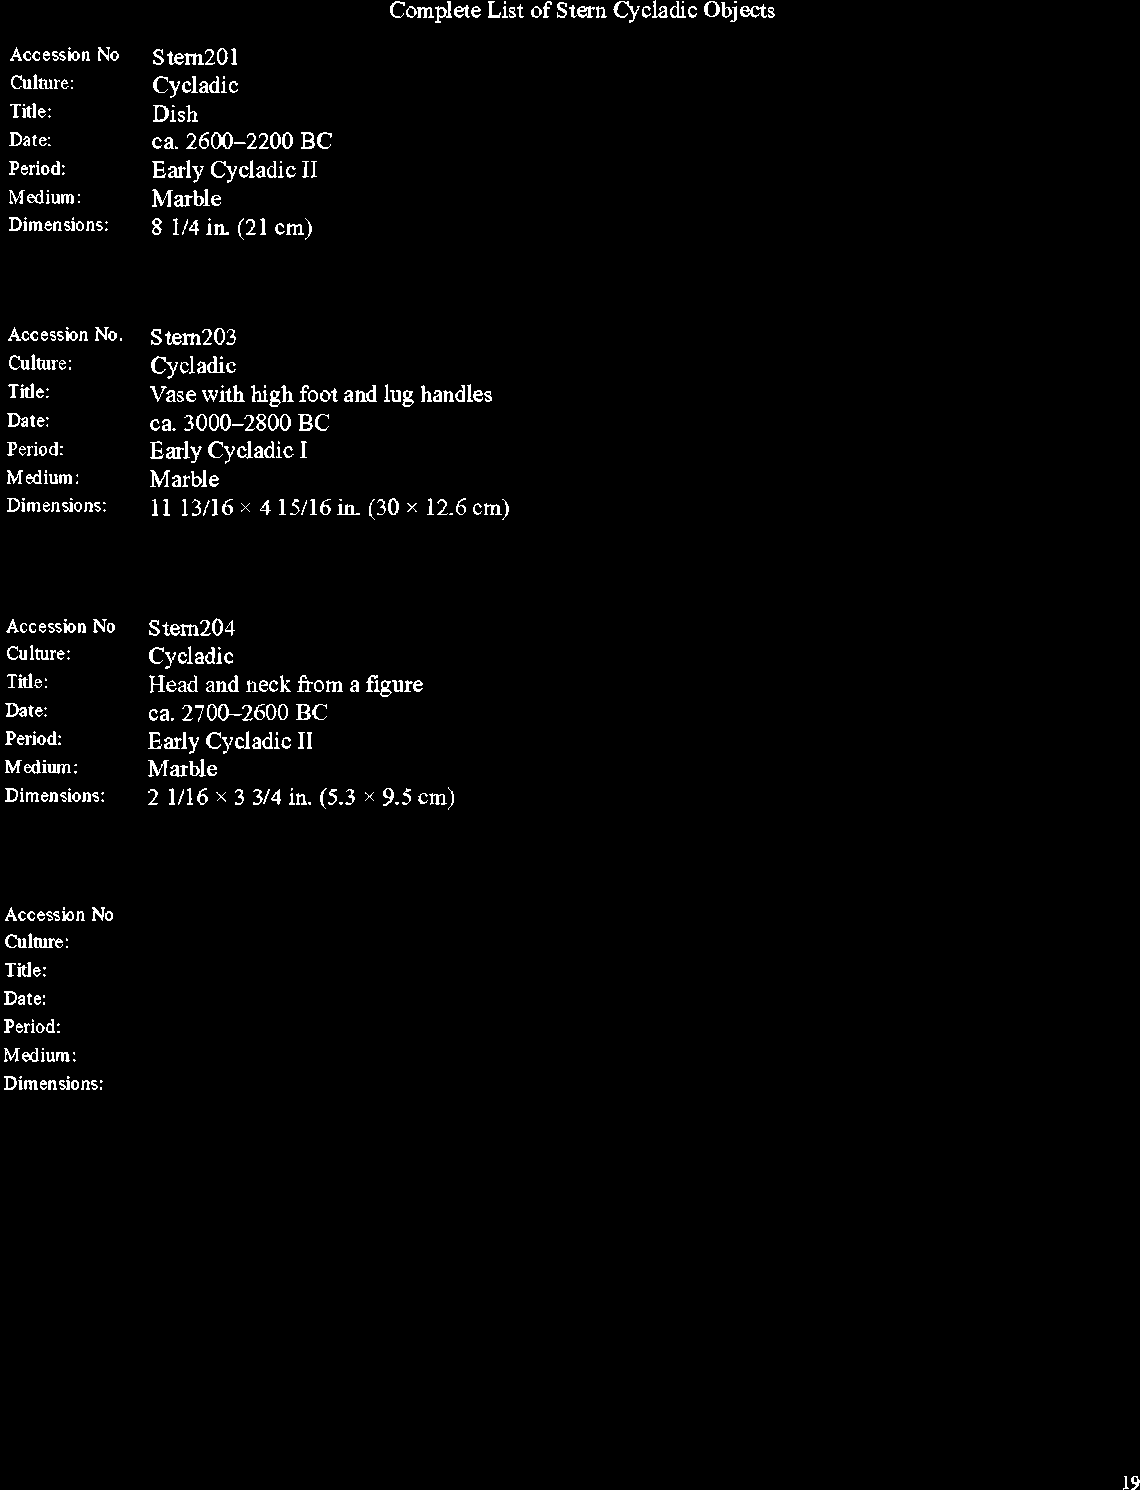 Complete List of Stern Cycladic Objects
Accession No Stern201
Culture: Cycladic
Title: Dish
Date: ca. 2600–2200 BC
Period: Early Cycladic II
Medium: Marble
Dimensions: 8 1/4 in. (21 cm)
Accession No. Stern203
Culture: Cycladic
Title: Vase with high foot and lug handles
Date: ca. 3000–2800 BC
Period: Early Cycladic I
Medium: Marble
Dimensions: 11 13/16 × 4 15/16 in. (30 × 12.6 cm)
Accession No Stern204
Culture: Cycladic
Title: Head and neck from a figure
Date: ca. 2700–2600 BC
Period: Early Cycladic II
Medium: Marble
Dimensions: 2 1/16 × 3 3/4 in. (5.3 × 9.5 cm)
Accession No
Culture:
Title:
Date:
Period:
Medium:
Dimensions:
19